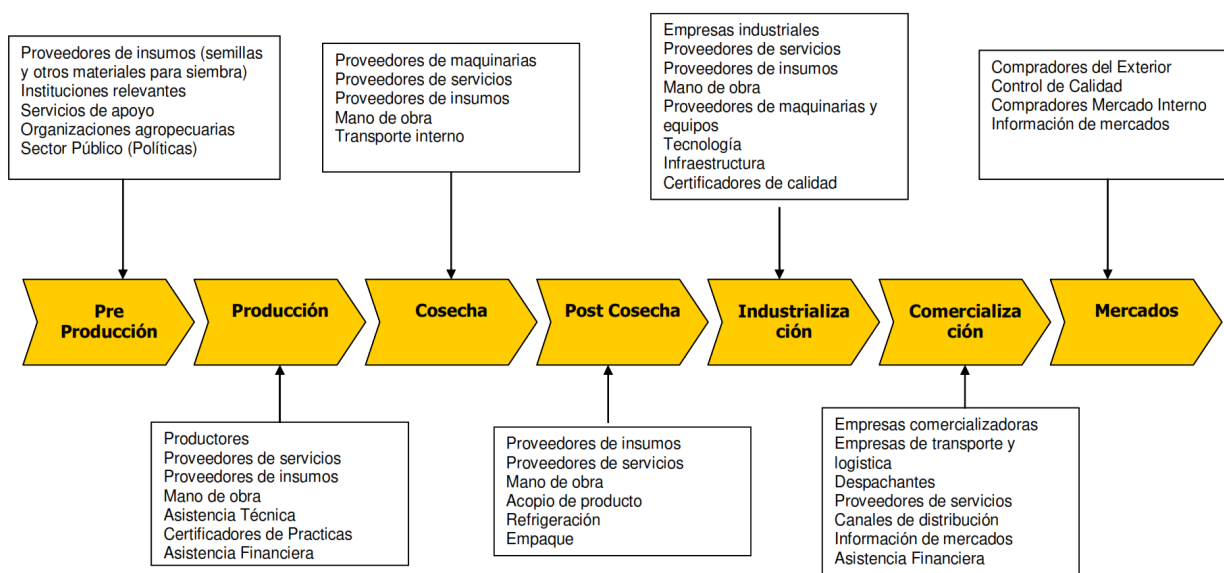 Proveedores de insumos (semillas
y otros materiales para siembra)
Instituciones relevantes
Servicios de apoyo
Organizaciones agropecuarias
Sector Público (Políticas)
Proveedores de maquinarias
Proveedores de servicios
Proveedores de insumos
Mano de obra
Transporte interno
Empresas industriales
Proveedores de servicios
Proveedores de insumos
Mano de obra
Proveedores de maquinarias y
equipos
Tecnología
Infraestructura
Certificadores de calidad
Compradores del Exterior
Control de Calidad
Compradores Mercado Interno
Información de mercados
Pre
Producción
Producción
Cosecha
Post Cosecha
Industrializa
ción
Comercializa
ción
Mercados
Productores
Proveedores de servicios
Proveedores de insumos
Mano de obra
Asistencia Técnica
Certificadores de Practicas
Asistencia Financiera
Proveedores de insumos
Proveedores de servicios
Mano de obra
Acopio de producto
Refrigeración
Empaque
Empresas comercializadoras
Empresas de transporte y
logistica
Despachantes
Proveedores de servicios
Canales de distribución
Información de mercados
Asistencia Financiera